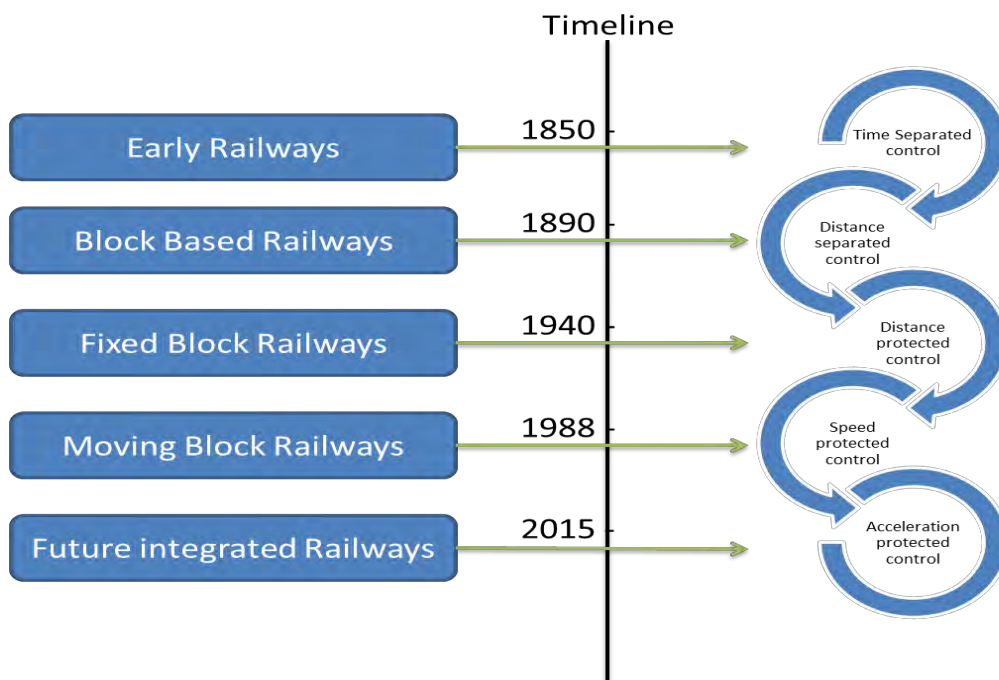 Timeline
Early Railways
1850
Time Separated
control
Block Based Railways
1890
Distance
separated
control
Fixed Block Railways
1940
Distance
protected
control
Moving Block Railways
1988
Speed
protected
control
Future integrated Railways
2015
Acceleration
protected
control